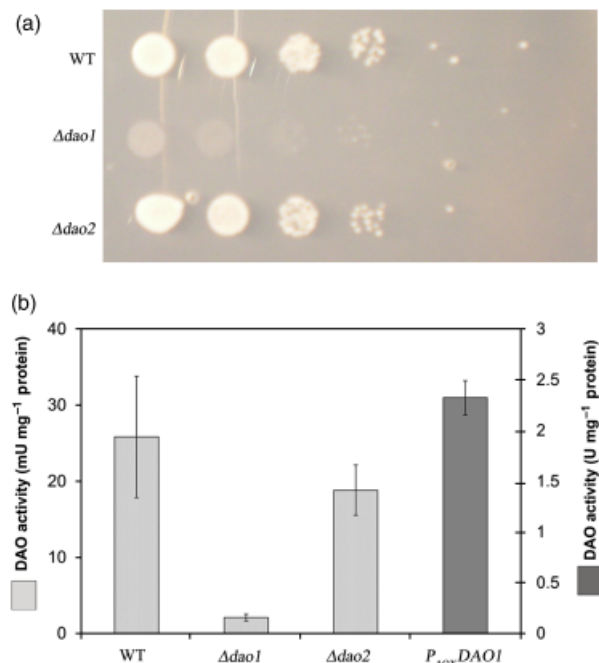 (a)
WT
Δdao1
Δdao2
(b)
DAO activity (mU mg⁻¹ protein)
40
30
20
10
0
3
2.5
2
1.5
1
0.5
0
DAO activity (U mg⁻¹ protein)
WT
Δdao1
Δdao2
DAO1